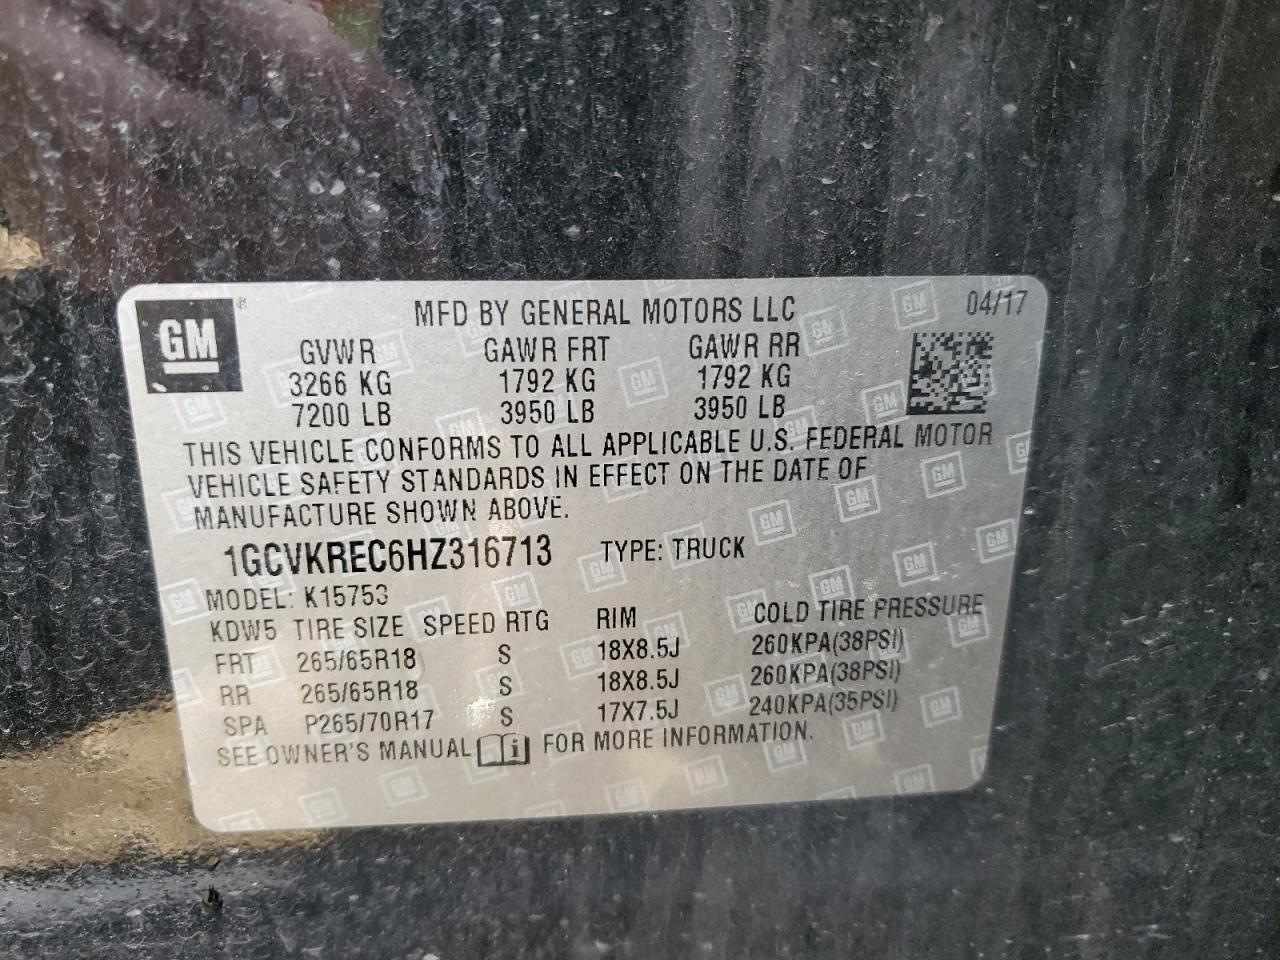 GM ®
MFD BY GENERAL MOTORS LLC 04/17
GVWR GAWR FRT GAWR RR
3266 KG 1792 KG 1792 KG
7200 LB 3950 LB 3950 LB
THIS VEHICLE CONFORMS TO ALL APPLICABLE U.S. FEDERAL MOTOR
VEHICLE SAFETY STANDARDS IN EFFECT ON THE DATE OF
MANUFACTURE SHOWN ABOVE.
1GCVKREC6HZ316713 TYPE: TRUCK
MODEL: K15753
KDW5 TIRE SIZE SPEED RTG RIM COLD TIRE PRESSURE
FRT 265/65R18 S 18X8.5J 260KPA(38PSI)
RR 265/65R18 S 18X8.5J 260KPA(38PSI)
SPA P265/70R17 S 17X7.5J 240KPA(35PSI)
SEE OWNER'S MANUAL i FOR MORE INFORMATION.